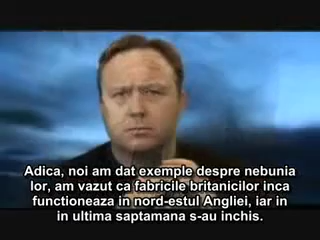 Adica, noi am dat exemple despre nebunia
lor, am vazut ca fabricile britanicilor inca
functioneaza in nord-estul Angliei, iar in
in ultima saptamana s-au inchis.